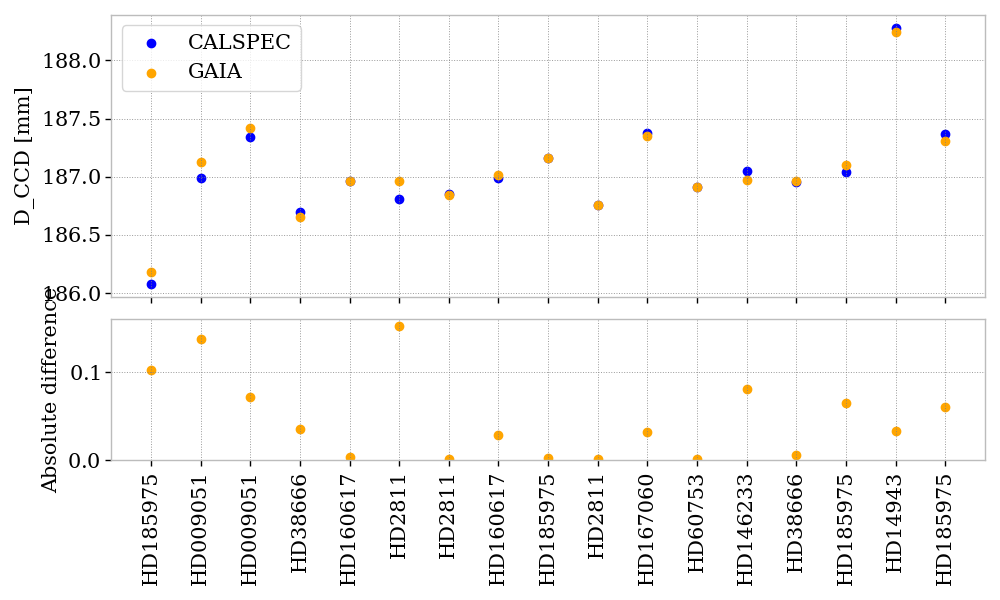 CALSPEC
GAIA
D_CCD [mm]
188.0
187.5
187.0
186.5
186.0
Absolute difference
0.1
0.0
HD185975
HD009051
HD009051
HD38666
HD160617
HD2811
HD2811
HD160617
HD185975
HD2811
HD167060
HD60753
HD146233
HD38666
HD185975
HD14943
HD185975